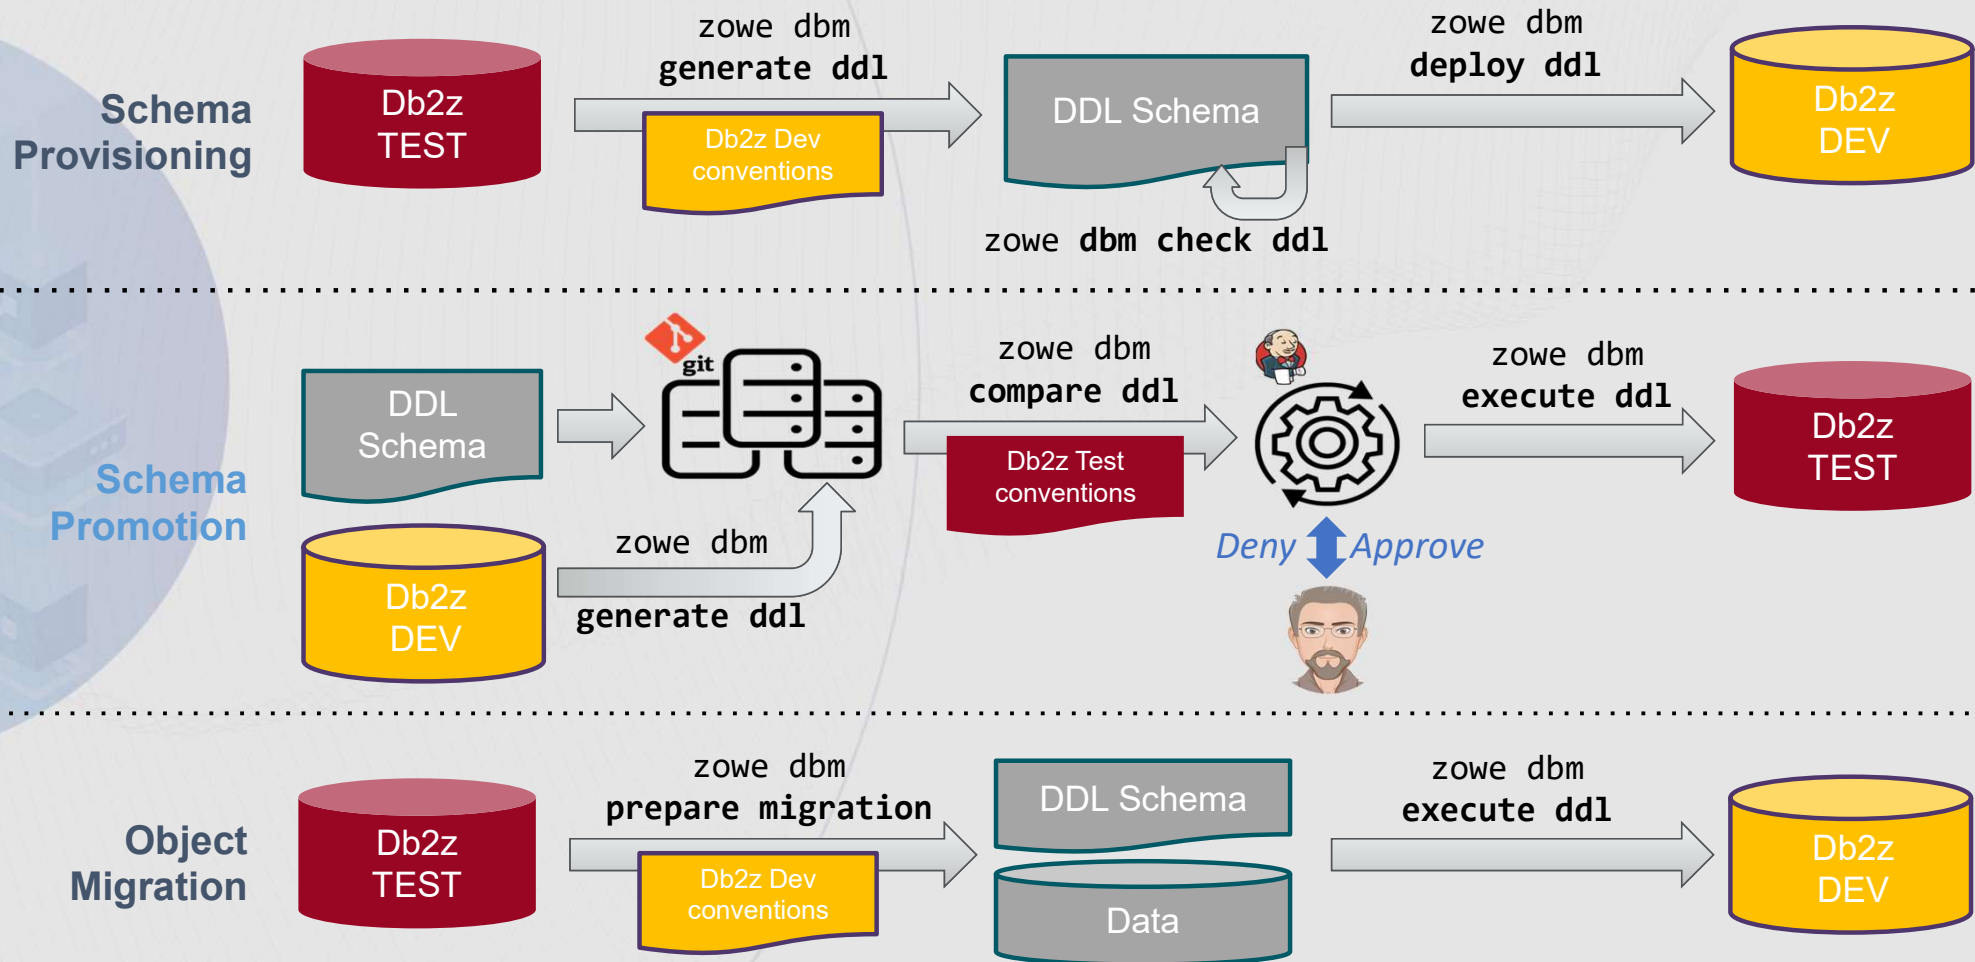 Schema
Provisioning
Db2z
TEST
zowe dbm
generate ddl
Db2z Dev
conventions
DDL Schema
zowe dbm check ddl
zowe dbm
deploy ddl
Db2z
DEV
Schema
Promotion
DDL
Schema
Db2z
DEV
zowe dbm
generate ddl
git
zowe dbm
compare ddl
Db2z Test
conventions
Deny Approve
zowe dbm
execute ddl
Db2z
TEST
Object
Migration
Db2z
TEST
zowe dbm
prepare migration
Db2z Dev
conventions
DDL Schema
Data
zowe dbm
execute ddl
Db2z
DEV